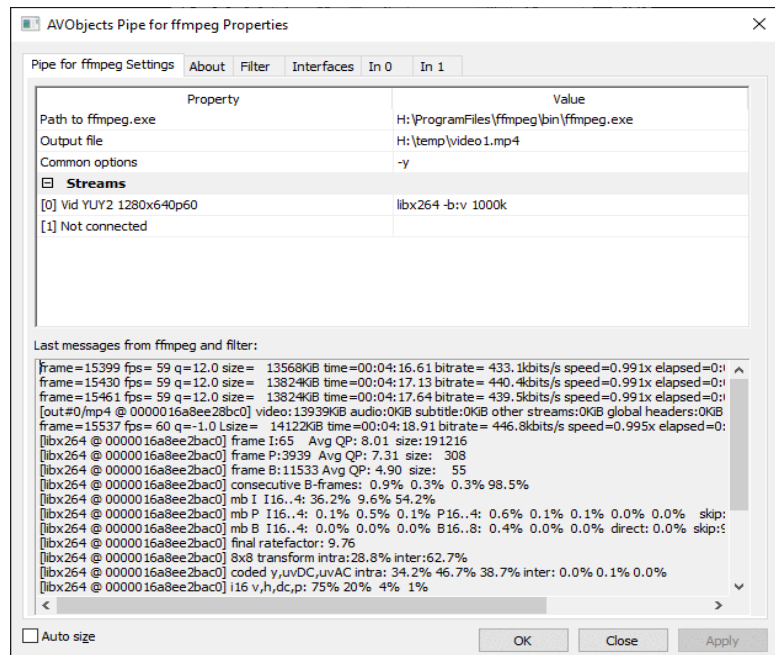 AVObjects Pipe for ffmpeg Properties
Pipe for ffmpeg Settings About Filter Interfaces In 0 In 1
Property Value
Path to ffmpeg.exe H:\ProgramFiles\ffmpeg\bin\ffmpeg.exe
Output file H:\temp\video1.mp4
Common options -y
Streams
[0] Vid YUY2 1280x640p60 libx264 -b:v 1000k
[1] Not connected
Last messages from ffmpeg and filter:
frame=15399 fps= 59 q=12.0 size= 13568KiB time=00:04:16.61 bitrate= 433.1kbits/s speed=0.991x elapsed=0:
frame=15430 fps= 59 q=12.0 size= 13824KiB time=00:04:17.13 bitrate= 440.4kbits/s speed=0.991x elapsed=0:
frame=15461 fps= 59 q=12.0 size= 13824KiB time=00:04:17.64 bitrate= 439.5kbits/s speed=0.991x elapsed=0:
[out#0/mp4 @ 0000016a8ee28bc0] video:13939KiB audio:0KiB subtitle:0KiB other streams:0KiB global headers:0KiB
frame=15537 fps= 60 q=-1.0 Lsize= 14122KiB time=00:04:18.91 bitrate= 446.8kbits/s speed=0.995x elapsed=0:
[libx264 @ 0000016a8ee2bac0] frame I:65 Avg QP: 8.01 size:191216
[libx264 @ 0000016a8ee2bac0] frame P:3939 Avg QP: 7.31 size: 308
[libx264 @ 0000016a8ee2bac0] frame B:11533 Avg QP: 4.90 size: 55
[libx264 @ 0000016a8ee2bac0] consecutive B-frames: 0.9% 0.3% 0.3% 98.5%
[libx264 @ 0000016a8ee2bac0] mb I I16..4: 36.2% 9.6% 54.2%
[libx264 @ 0000016a8ee2bac0] mb P I16..4: 0.1% 0.5% 0.1% P16..4: 0.6% 0.1% 0.1% 0.0% 0.0% skip:
[libx264 @ 0000016a8ee2bac0] mb B I16..4: 0.0% 0.0% 0.0% B16..8: 0.4% 0.0% 0.0% direct: 0.0% skip:
[libx264 @ 0000016a8ee2bac0] final ratefactor: 9.76
[libx264 @ 0000016a8ee2bac0] 8x8 transform intra:28.8% inter:62.7%
[libx264 @ 0000016a8ee2bac0] coded y,uvDC,uvAC intra: 34.2% 46.7% 38.7% inter: 0.0% 0.1% 0.0%
[libx264 @ 0000016a8ee2bac0] i16 v,h,dc,p: 75% 20% 4% 1%
Auto size OK Close Apply